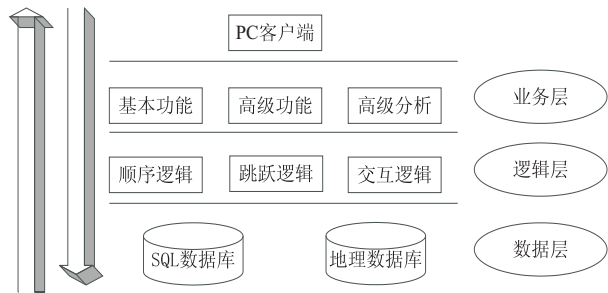 PC客户端
基本功能 高级功能 高级分析 业务层
顺序逻辑 跳跃逻辑 交互逻辑 逻辑层
SQL数据库 地理数据库 数据层